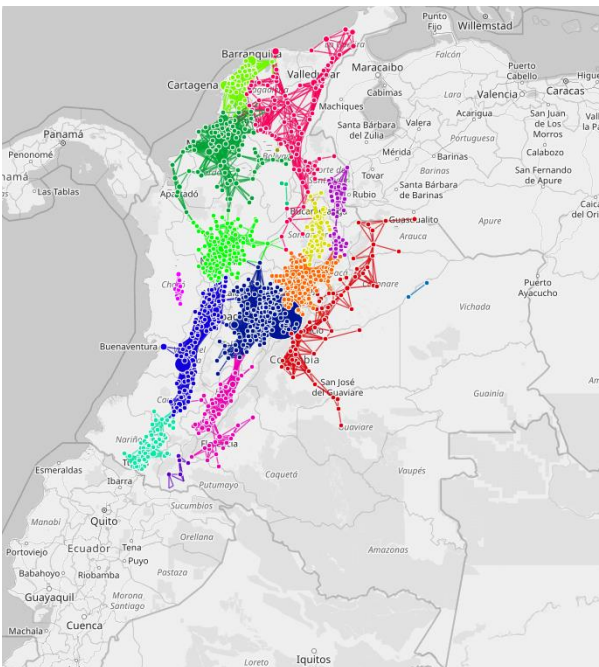 Punto
Fijo
Willemstad
Barranquilla
Maracaibo
Falcón
Cartagena
Valledupar
Puerto
Cabello
Cabimas
Lara
Valencia
Caracas
Machiques
Acarigua
San Juan
de Los
Morros
Santa Bárbara
del Zulia
Valera
Portuguesa
Panamá
Penonomé
Mérida
Barinas
Calabozo
Tovar
Barinas
San Fernando
de Apure
Las Tablas
Apartadó
Rubio
Santa Bárbara
de Barinas
Guasdualito
Apure
Arauca
Puerto
Ayacucho
Chocó
Vichada
Buenaventura
Colombia
San José
del Guaviare
Guainía
Guaviare
Nariño
Florencia
Esmeraldas
Ibarra
Putumayo
Caquetá
Vaupés
Sucumbíos
Quito
Manabí
Orellana
Portoviejo
Ecuador
Tena
Puyo
Amazonas
Babahoyo
Riobamba
Pastaza
Guayaquil
Morona
Santiago
Cuenca
Machala
Loreto
Iquitos